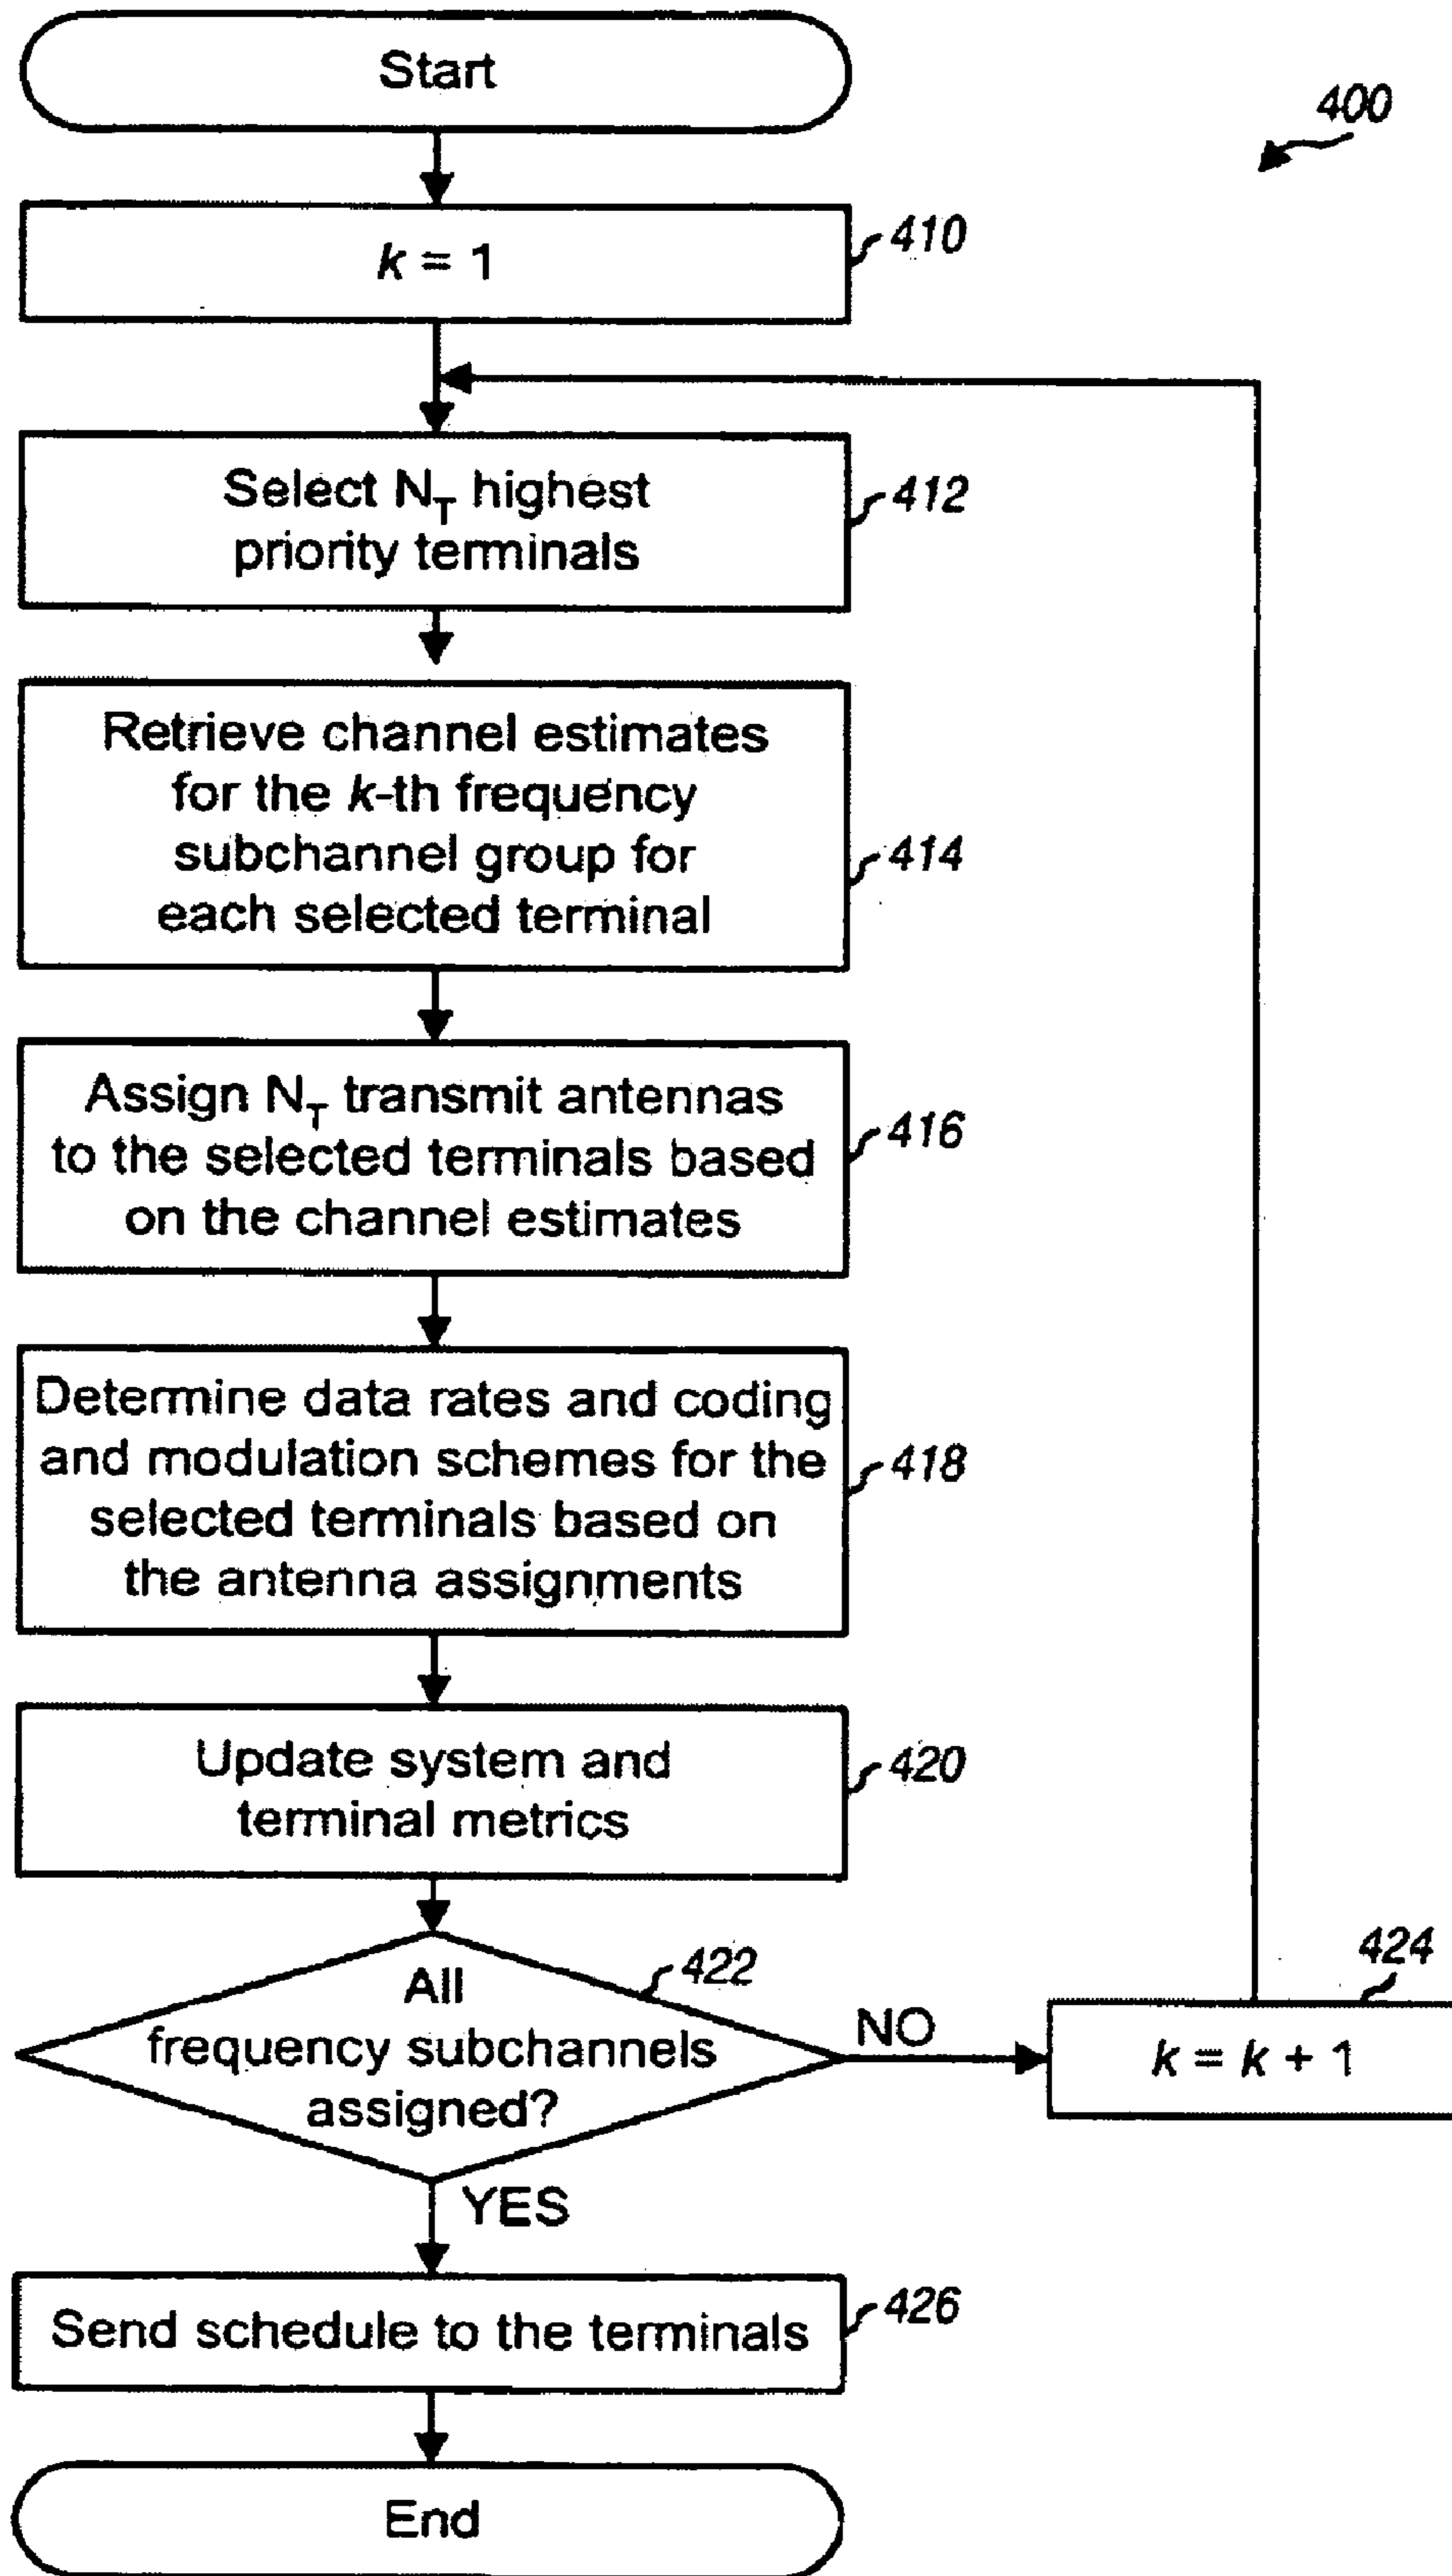 Start
400
k = 1
410
Select N_T highest
priority terminals
412
Retrieve channel estimates
for the k-th frequency
subchannel group for
each selected terminal
414
Assign N_T transmit antennas
to the selected terminals based
on the channel estimates
416
Determine data rates and coding
and modulation schemes for the
selected terminals based on
the antenna assignments
418
Update system and
terminal metrics
420
All
frequency subchannels
assigned?
422
NO
424
k = k + 1
YES
Send schedule to the terminals
426
End